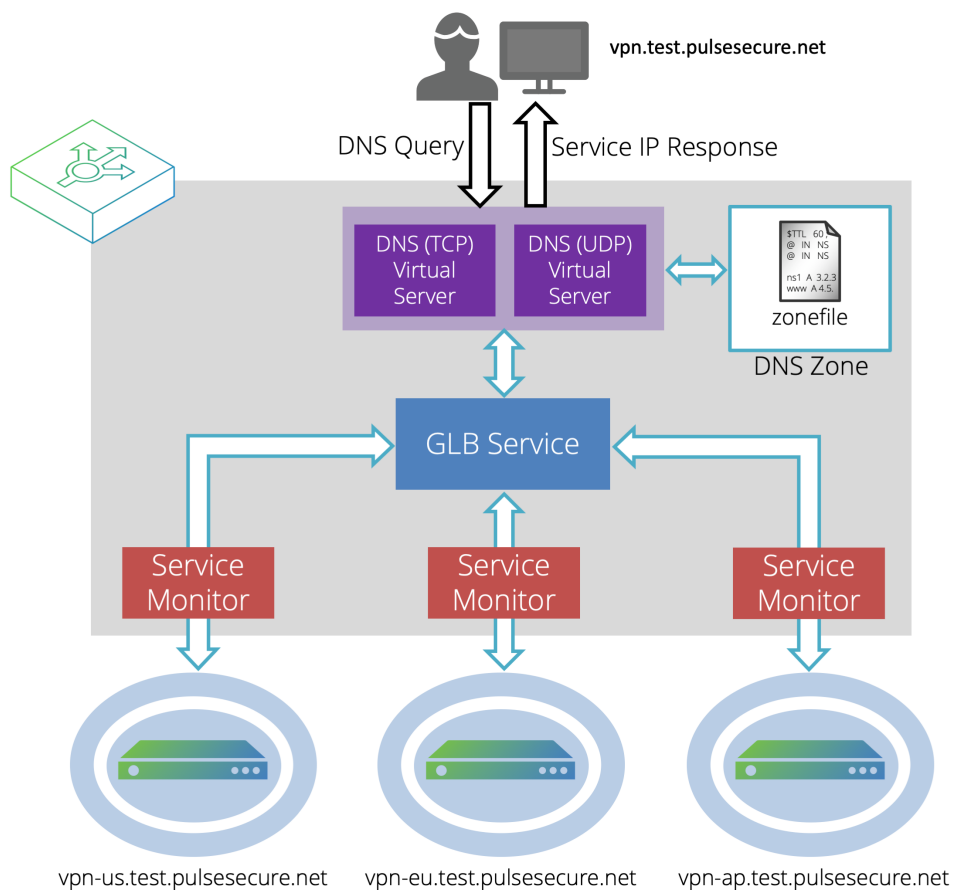 vpn.test.pulsesecure.net
DNS Query
Service IP Response
DNS (TCP)
Virtual
Server
DNS (UDP)
Virtual
Server
$TTL 60
@ IN NS
@ IN NS
ns1 A 3.2.3
www A 4.5.
zonefile
DNS Zone
GLB Service
Service
Monitor
Service
Monitor
Service
Monitor
vpn-us.test.pulsesecure.net
vpn-eu.test.pulsesecure.net
vpn-ap.test.pulsesecure.net